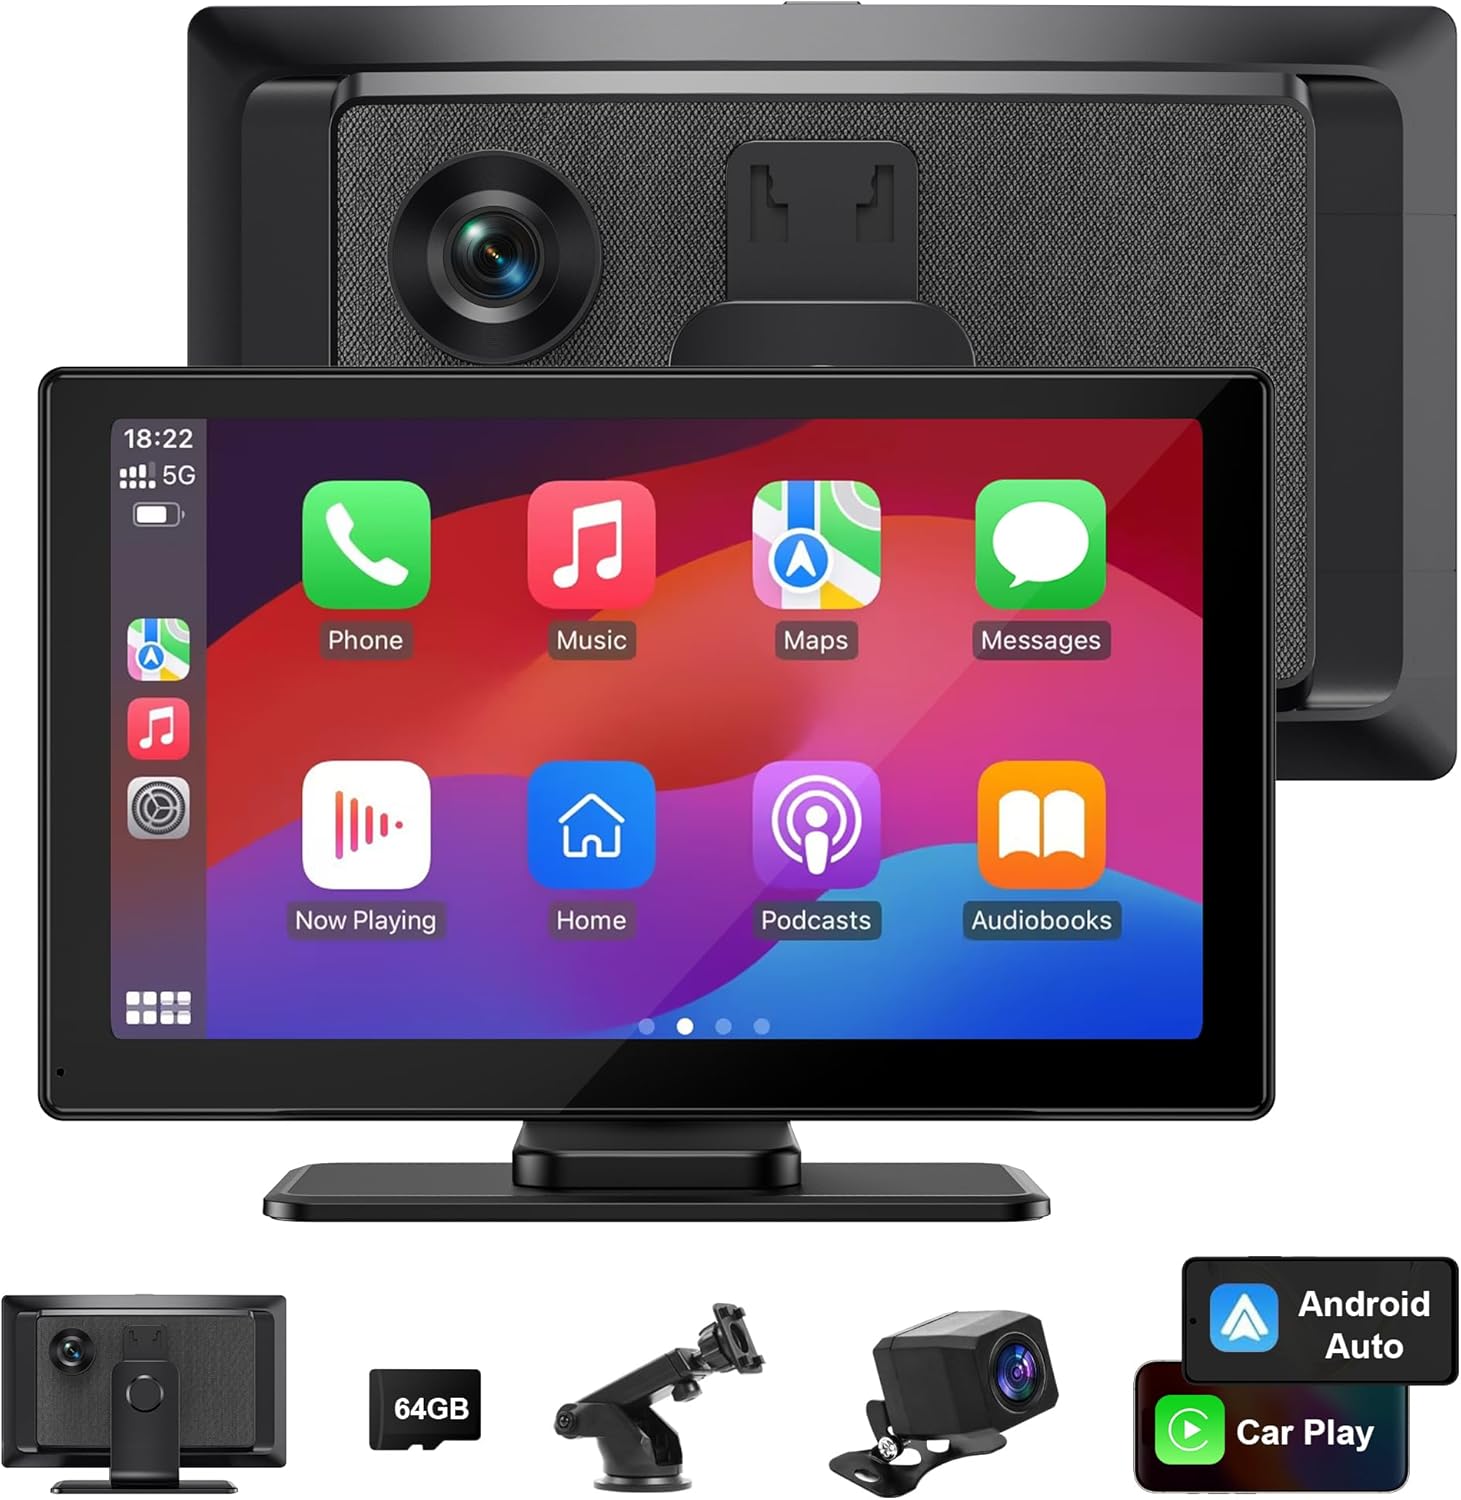 18:22
5G
Phone
Music
Maps
Messages
Now Playing
Home
Podcasts
Audiobooks
64GB
Android
Auto
Car Play